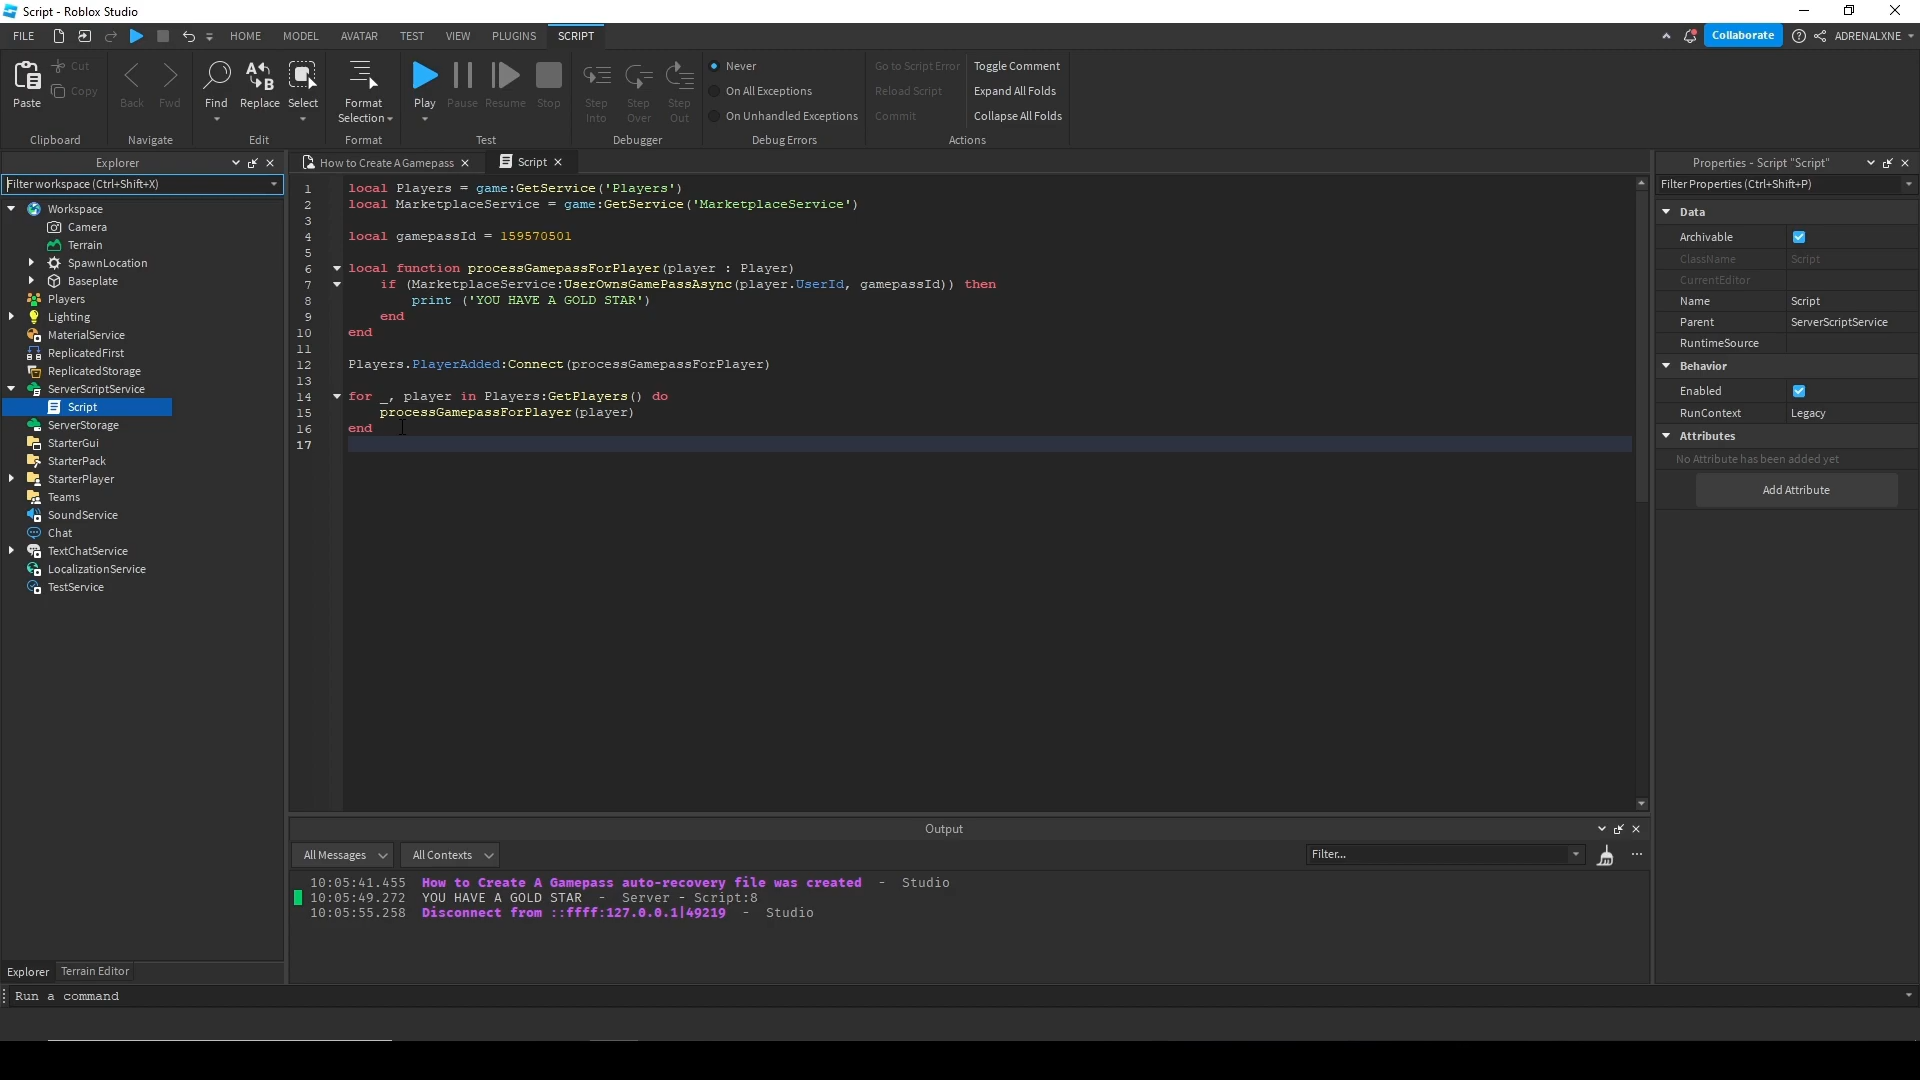 Script - Roblox Studio
FILE HOME MODEL AVATAR TEST VIEW PLUGINS SCRIPT Collaborate ADRENALXNE
Paste Cut Copy
Clipboard
Back Fwd
Navigate
Find Replace Select
Edit
Format Selection
Format
Play Pause Resume Stop
Test
Step Into Step Over Step Out
Debugger
Never
On All Exceptions
On Unhandled Exceptions
Debug Errors
Go to Script Error
Reload Script
Commit
Toggle Comment
Expand All Folds
Collapse All Folds
Actions
Explorer
Filter workspace (Ctrl+Shift+X)
Workspace
Camera
Terrain
SpawnLocation
Baseplate
Players
Lighting
MaterialService
ReplicatedFirst
ReplicatedStorage
ServerScriptService
Script
ServerStorage
StarterGui
StarterPack
StarterPlayer
Teams
SoundService
Chat
TextChatService
LocalizationService
TestService
Explorer Terrain Editor
How to Create A Gamepass Script
1 local Players = game:GetService('Players')
2 local MarketplaceService = game:GetService('MarketplaceService')
3
4 local gamepassId = 159570501
5
6 local function processGamepassForPlayer(player : Player)
7 if (MarketplaceService:UserOwnsGamePassAsync(player.UserId, gamepassId)) then
8 print ('YOU HAVE A GOLD STAR')
9 end
10 end
11
12 Players.PlayerAdded:Connect(processGamepassForPlayer)
13
14 for _, player in Players:GetPlayers() do
15 processGamepassForPlayer(player)
16 end
17
Output
All Messages All Contexts Filter...
10:05:41.455 How to Create A Gamepass auto-recovery file was created - Studio
10:05:49.272 YOU HAVE A GOLD STAR - Server - Script:8
10:05:55.258 Disconnect from ::ffff:127.0.0.1|49219 - Studio
Properties - Script "Script"
Filter Properties (Ctrl+Shift+P)
Data
Archivable
ClassName Script
CurrentEditor
Name Script
Parent ServerScriptService
RuntimeSource
Behavior
Enabled
RunContext Legacy
Attributes
No Attribute has been added yet
Add Attribute
Run a command